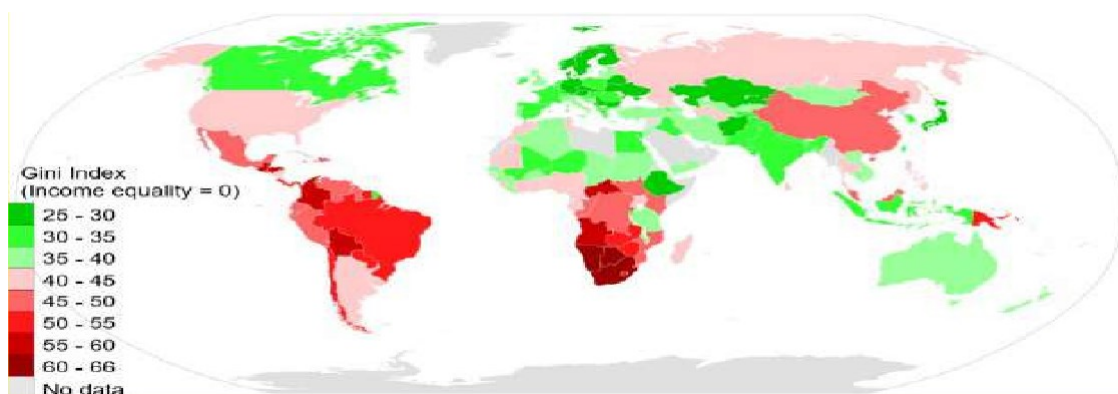 Gini Index
(Income equality = 0)
25 - 30
30 - 35
35 - 40
40 - 45
45 - 50
50 - 55
55 - 60
60 - 66
No data